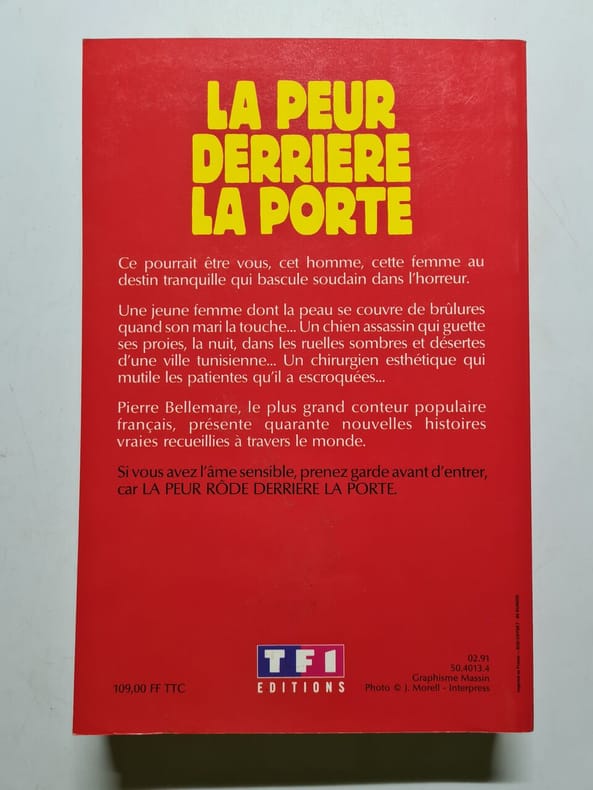 LA PEUR
DERRIERE
LA PORTE
Ce pourrait être vous, cet homme, cette femme au
destin tranquille qui bascule soudain dans l'horreur.
Une jeune femme dont la peau se couvre de brûlures
quand son mari la touche... Un chien assassin qui guette
ses proies, la nuit, dans les ruelles sombres et désertes
d'une ville tunisienne... Un chirurgien esthétique qui
mutile les patientes qu'il a escroquées...
Pierre Bellemare, le plus grand conteur populaire
français, présente quarante nouvelles histoires
vraies recueillies à travers le monde.
Si vous avez l'âme sensible, prenez garde avant d'entrer,
car LA PEUR RÔDE DERRIERE LA PORTE.
109,00 FF TTC
TF1
EDITIONS
02.91
50.4013.4
Graphisme Massin
Photo © J. Morell - Interpress